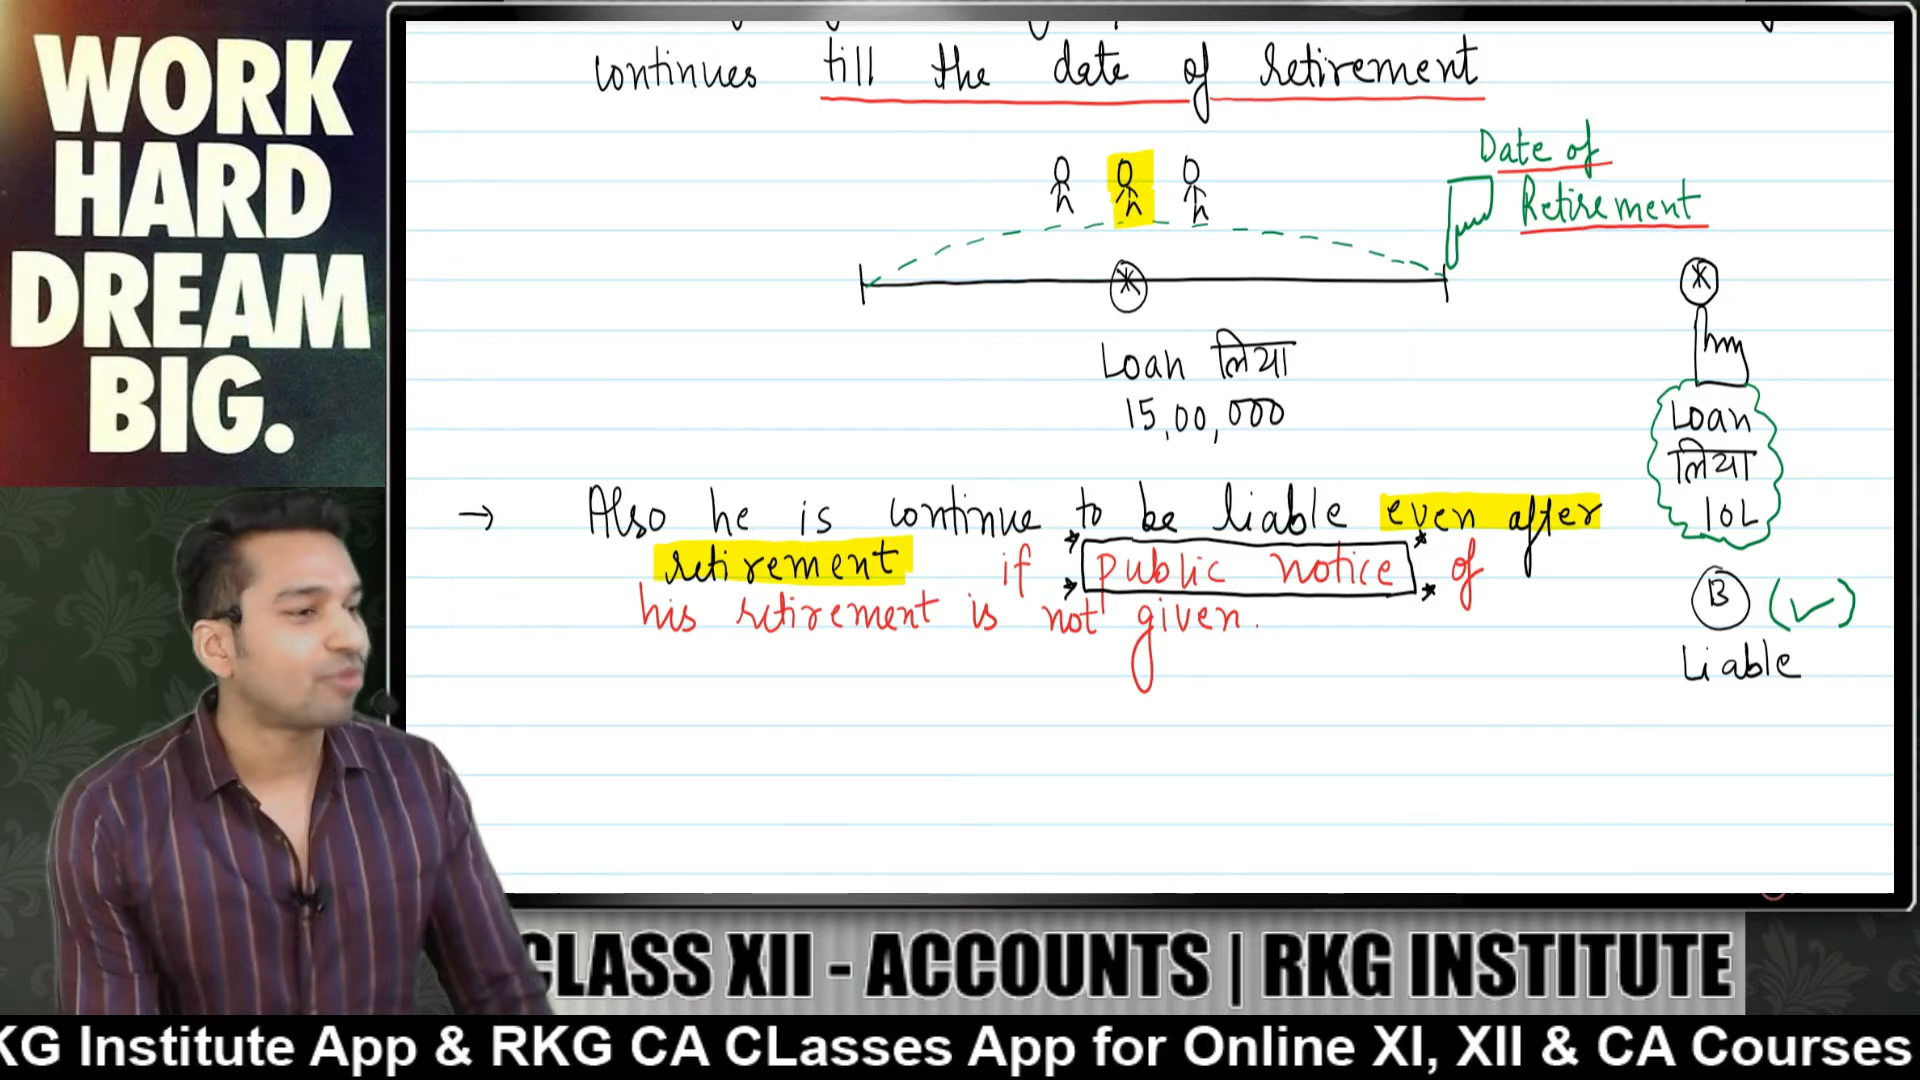 WORK
HARD
DREAM
BIG.
continues till the date of retirement
Date of
Retirement
Loan लिया
15,00,000
Loan
लिया
10L
→ Also he is continue to be liable even after
retirement if public notice of
his retirement is not given.
B (✓)
Liable
CLASS XII - ACCOUNTS | RKG INSTITUTE
KG Institute App & RKG CA CLasses App for Online XI, XII & CA Courses